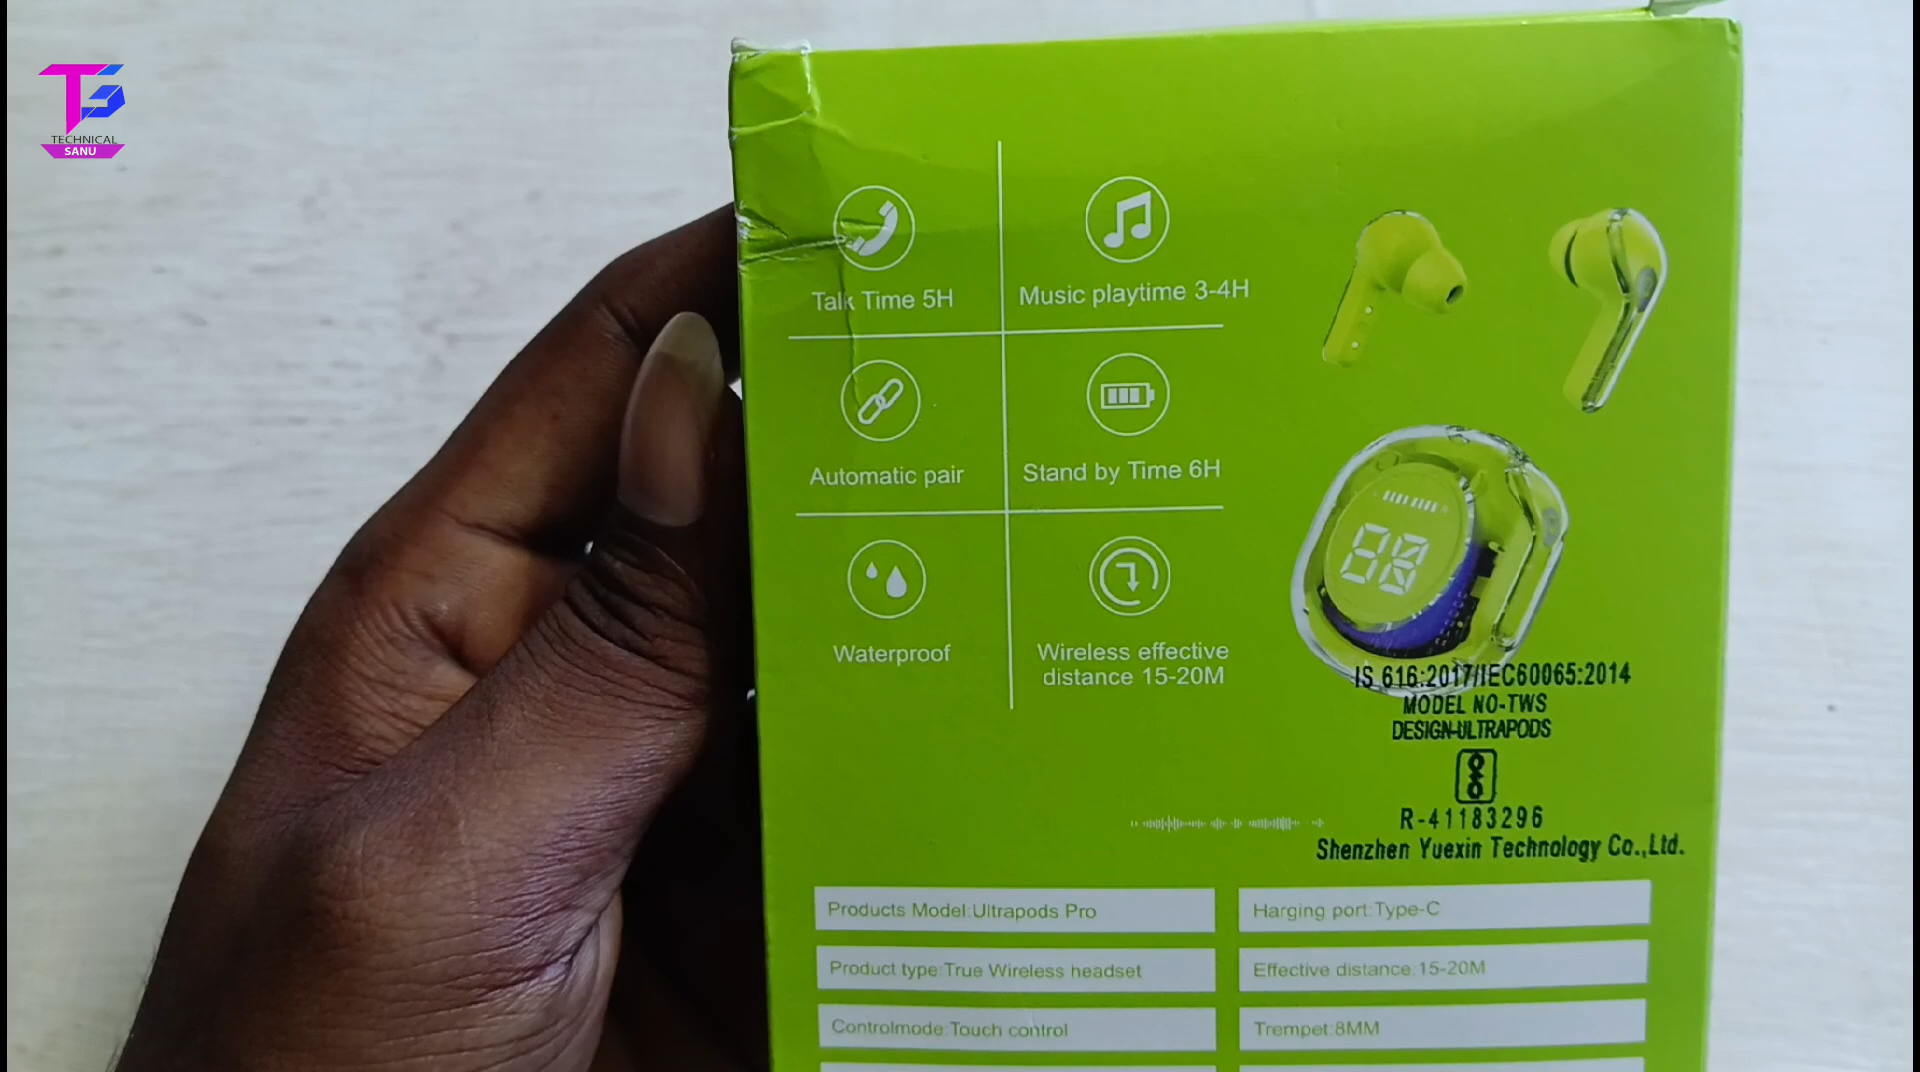 TECHNICAL
SANU
Talk Time 5H
Music playtime 3-4H
Automatic pair
Stand by Time 6H
Waterproof
Wireless effective
distance 15-20M
88
IS 616:2017/IEC60065:2014
MODEL NO-TWS
DESIGN-ULTRAPODS
R-41183296
Shenzhen Yuexin Technology Co.,Ltd.
Products Model:Ultrapods Pro
Harging port:Type-C
Product type:True Wireless headset
Effective distance:15-20M
Controlmode:Touch control
Trempet:8MM